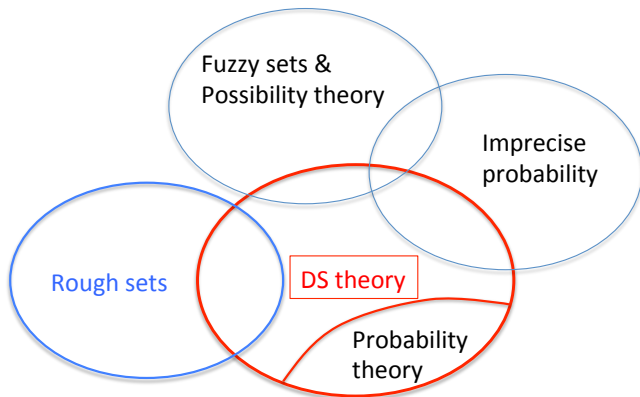 Fuzzy sets &
Possibility theory
Imprecise
probability
Rough sets
DS theory
Probability
theory